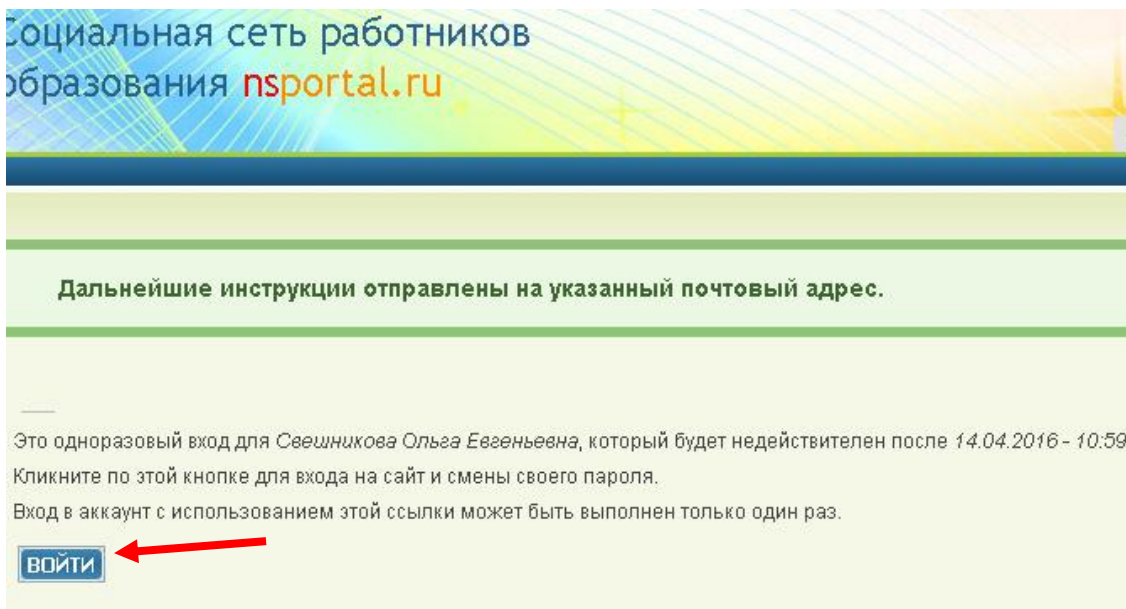 Социальная сеть работников
образования nsportal.ru
Дальнейшие инструкции отправлены на указанный почтовый адрес.
Это одноразовый вход для Свешникова Ольга Евгеньевна, который будет недействителен после 14.04.2016 - 10:59
Кликните по этой кнопке для входа на сайт и смены своего пароля.
Вход в аккаунт с использованием этой ссылки может быть выполнен только один раз.
ВОЙТИ